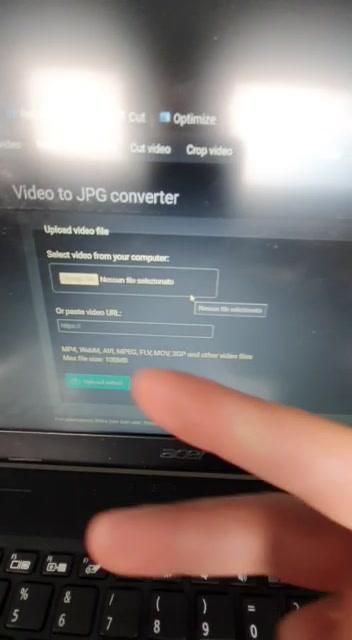 Cut Optimize
Cut video Crop video
Video to JPG converter
Upload video file
Select video from your computer:
Nessun file selezionato
Nessun file selezionato
Or paste video URL:
https://
MP4, WebM, AVI, MPEG, FLV, MOV, 3GP and other video files
Max file size: 100MB
Upload video!
acer
% & / ( ) =
5 6 7 8 9 0